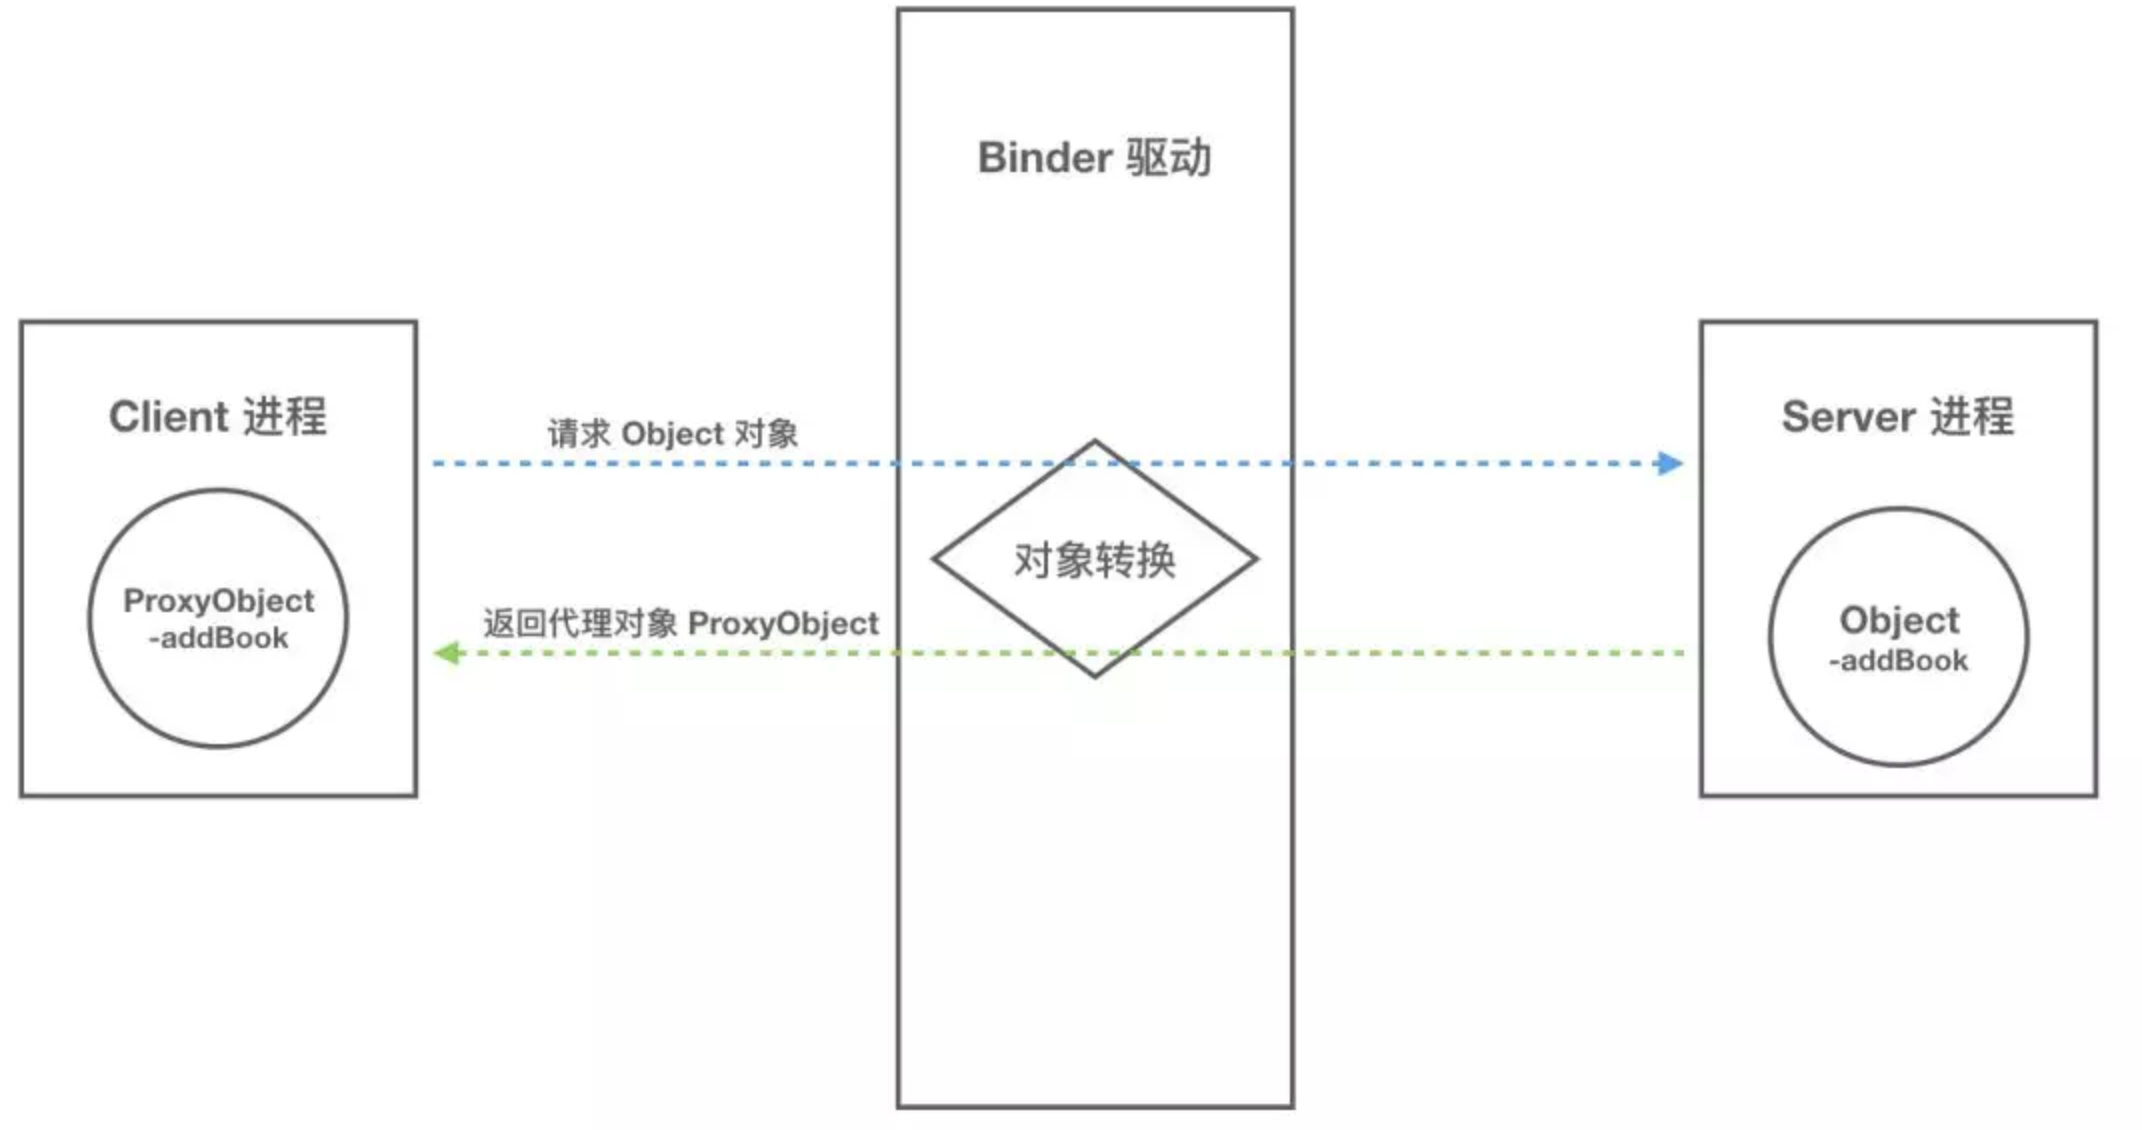 Binder 驱动
Client 进程
ProxyObject
-addBook
请求 Object 对象
对象转换
返回代理对象 ProxyObject
Server 进程
Object
-addBook